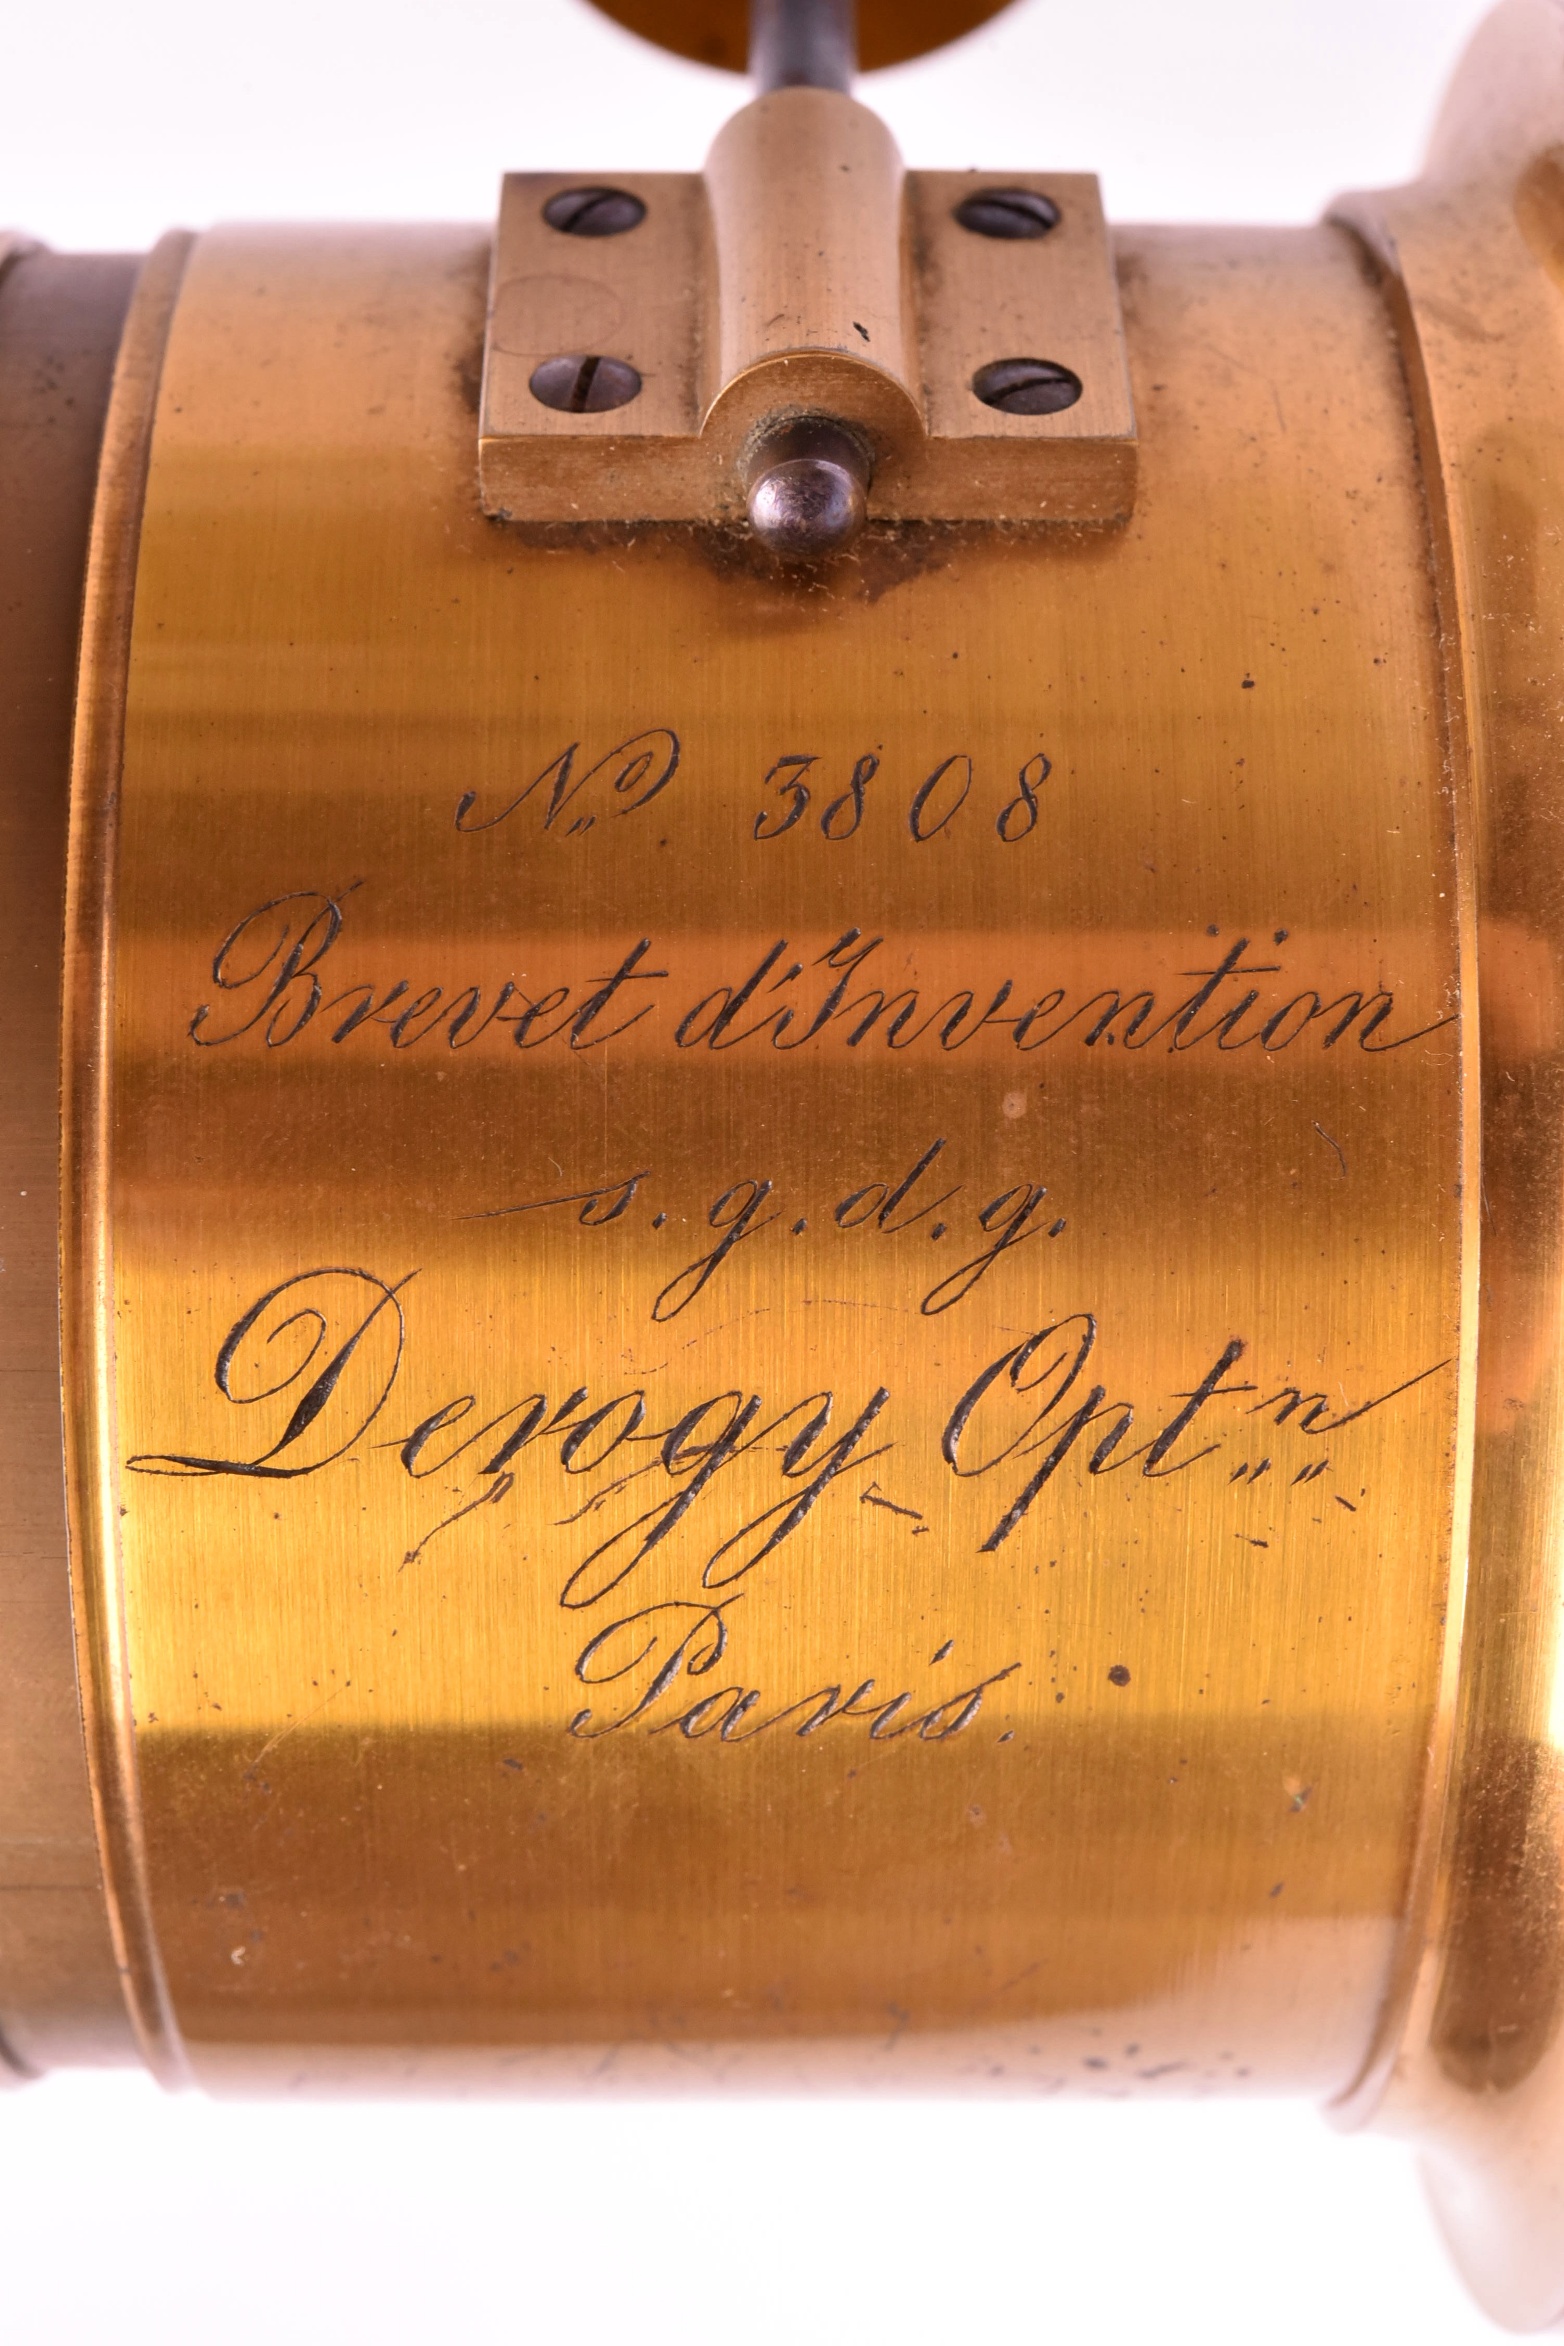 No 3808
Brevet d'Invention
s.g.d.g.
Derogy Optn
Paris.